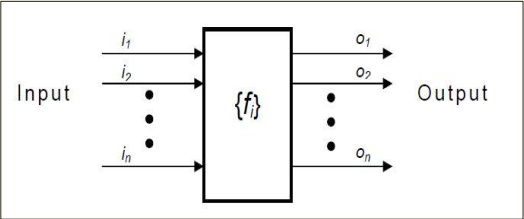 i1
o1
Input
i2
{fi}
o2
Output
in
on